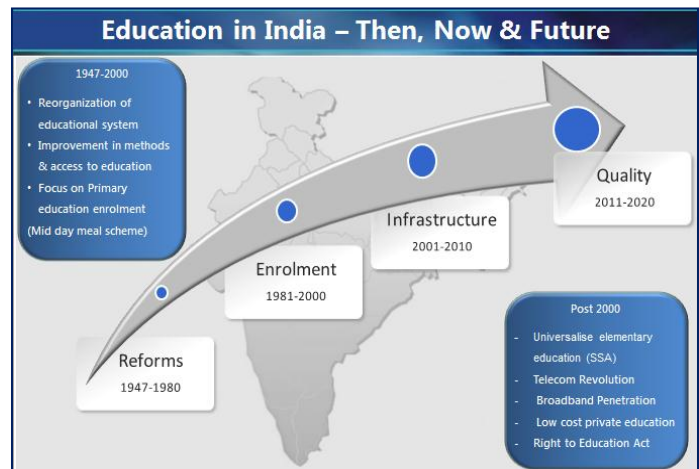 Education in India – Then, Now & Future
1947-2000
• Reorganization of
educational system
• Improvement in methods
& access to education
• Focus on Primary
education enrolment
(Mid day meal scheme)
Quality
2011-2020
Infrastructure
2001-2010
Enrolment
1981-2000
Reforms
1947-1980
Post 2000
- Universalise elementary
education (SSA)
- Telecom Revolution
- Broadband Penetration
- Low cost private education
- Right to Education Act